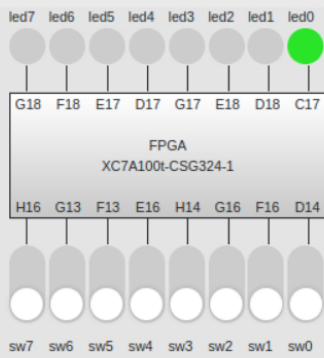 led7 led6 led5 led4 led3 led2 led1 led0
G18 F18 E17 D17 G17 E18 D18 C17
FPGA
XC7A100t-CSG324-1
H16 G13 F13 E16 H14 G16 F16 D14
sw7 sw6 sw5 sw4 sw3 sw2 sw1 sw0